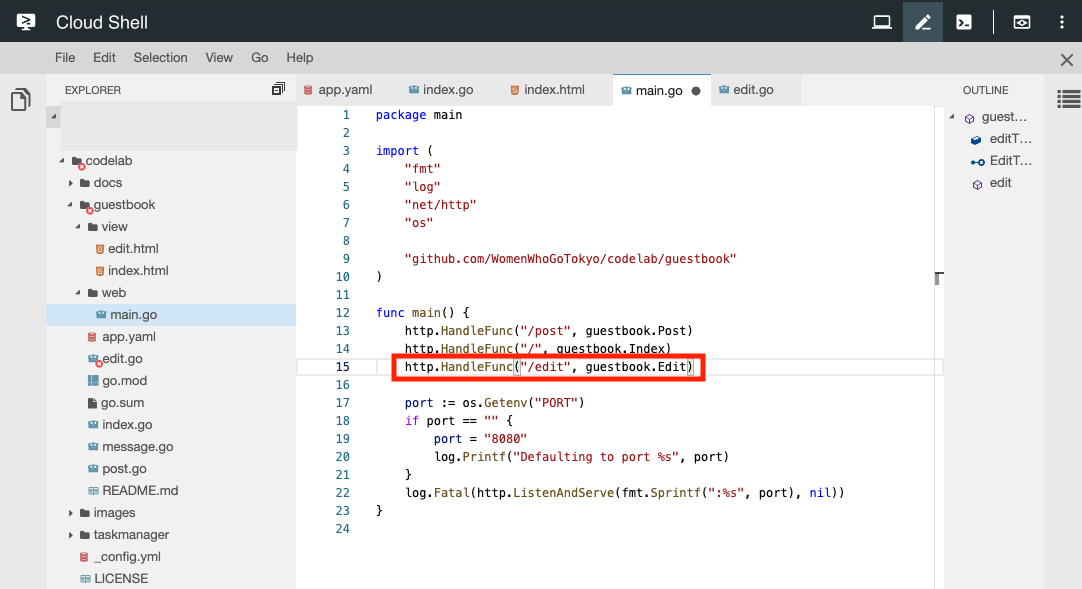 Cloud Shell
File Edit Selection View Go Help
EXPLORER
codelab
docs
guestbook
view
edit.html
index.html
web
main.go
app.yaml
edit.go
go.mod
go.sum
index.go
message.go
post.go
README.md
images
taskmanager
_config.yml
LICENSE
app.yaml index.go index.html main.go edit.go
1 package main
2
3 import (
4 "fmt"
5 "log"
6 "net/http"
7 "os"
8
9 "github.com/WomenWhoGoTokyo/codelab/guestbook"
10 )
11
12 func main() {
13 http.HandleFunc("/post", guestbook.Post)
14 http.HandleFunc("/", guestbook.Index)
15 http.HandleFunc("/edit", guestbook.Edit)
16
17 port := os.Getenv("PORT")
18 if port == "" {
19 port = "8080"
20 log.Printf("Defaulting to port %s", port)
21 }
22 log.Fatal(http.ListenAndServe(fmt.Sprintf(":%s", port), nil))
23 }
24
OUTLINE
guest...
editT...
EditT...
edit